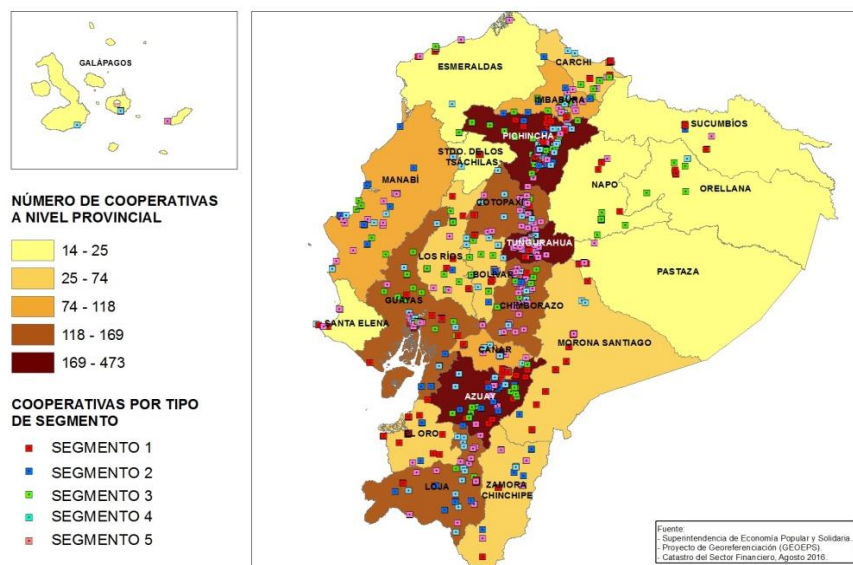 GALÁPAGOS
NÚMERO DE COOPERATIVAS
A NIVEL PROVINCIAL
14 - 25
25 - 74
74 - 118
118 - 169
169 - 473
COOPERATIVAS POR TIPO
DE SEGMENTO
SEGMENTO 1
SEGMENTO 2
SEGMENTO 3
SEGMENTO 4
SEGMENTO 5
ESMERALDAS
CARCHI
IMBABURA
SUCUMBÍOS
PICHINCHA
STDO. DE LOS
TSÁCHILAS
NAPO
ORELLANA
MANABÍ
COTOPAXI
TUNGURAHUA
LOS RÍOS
BOLÍVAR
PASTAZA
GUAYAS
CHIMBORAZO
SANTA ELENA
MORONA SANTIAGO
CAÑAR
AZUAY
EL ORO
LOJA
ZAMORA
CHINCHIPE
Fuente:
- Superintendencia de Economía Popular y Solidaria.
- Proyecto de Georeferenciación (GEOEPS).
- Catastro del Sector Financiero, Agosto 2016.